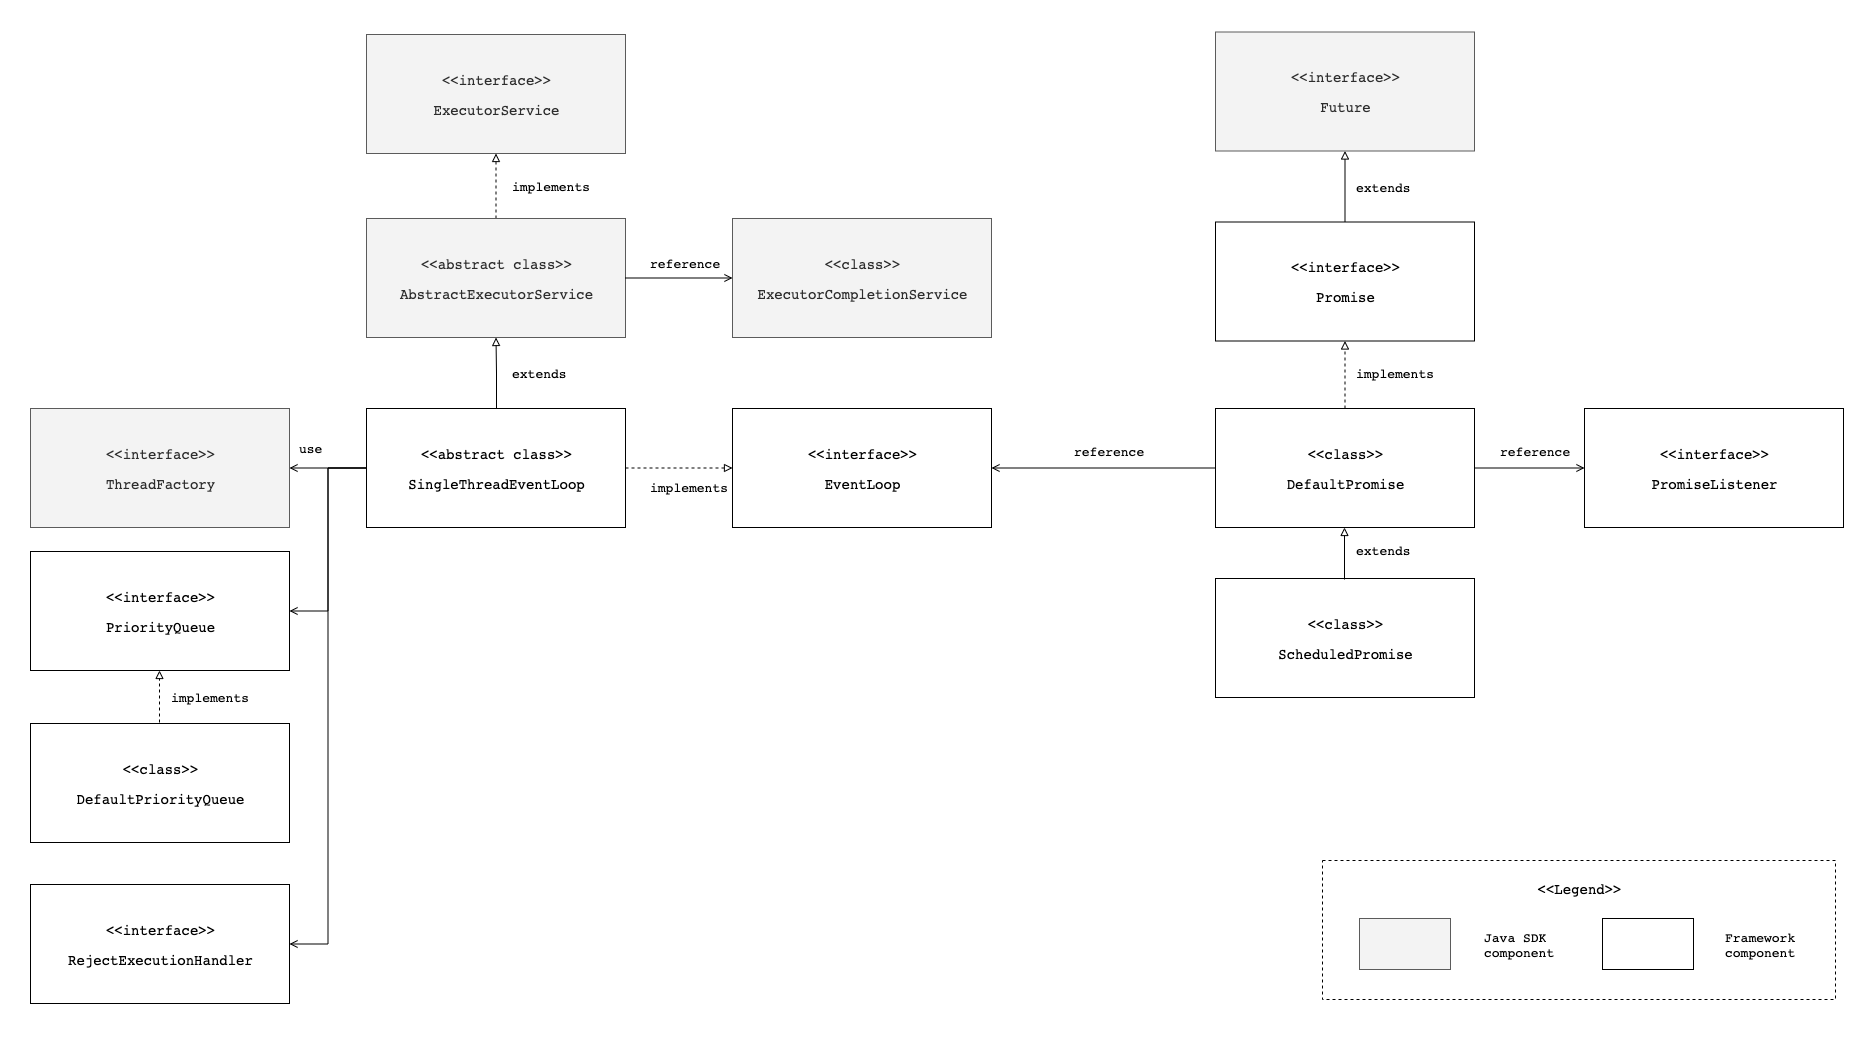 <<interface>>
ExecutorService
<<interface>>
Future
implements
extends
<<abstract class>>
AbstractExecutorService
reference
<<class>>
ExecutorCompletionService
<<interface>>
Promise
extends
implements
<<interface>>
ThreadFactory
use
<<abstract class>>
SingleThreadEventLoop
implements
<<interface>>
EventLoop
reference
<<class>>
DefaultPromise
reference
<<interface>>
PromiseListener
extends
<<interface>>
PriorityQueue
<<class>>
ScheduledPromise
implements
<<class>>
DefaultPriorityQueue
<<interface>>
RejectExecutionHandler
<<Legend>>
Java SDK
component
Framework
component